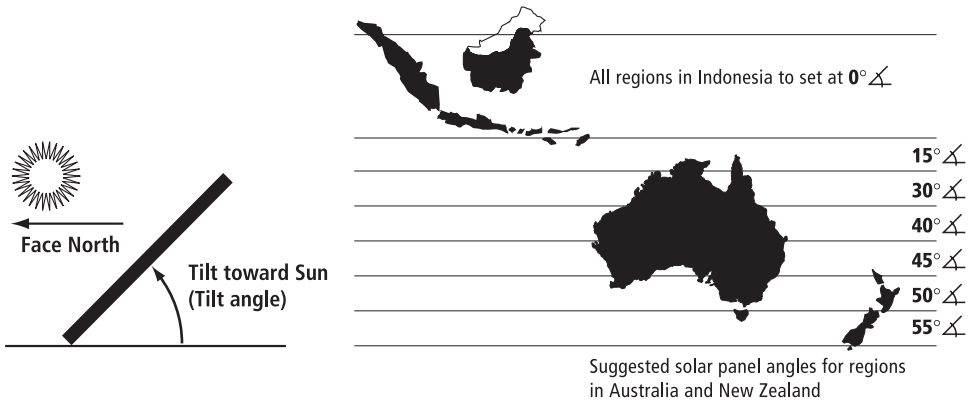 All regions in Indonesia to set at 0°∡
15°∡
30°∡
40°∡
45°∡
50°∡
55°∡
Face North
Tilt toward Sun
(Tilt angle)
Suggested solar panel angles for regions
in Australia and New Zealand